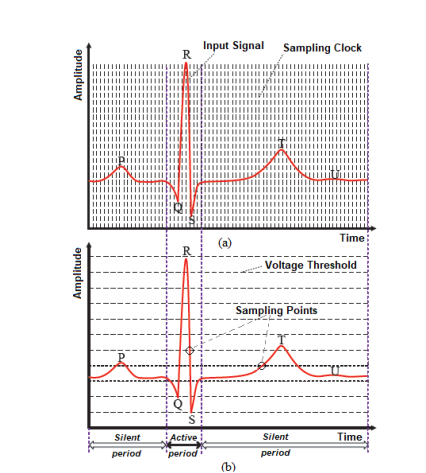 Input Signal
Sampling Clock
Amplitude
R
P
Q
S
T
U
Time
(a)
Amplitude
R
Voltage Threshold
Sampling Points
P
Q
S
T
U
Silent period
Active period
Silent period
Time
(b)